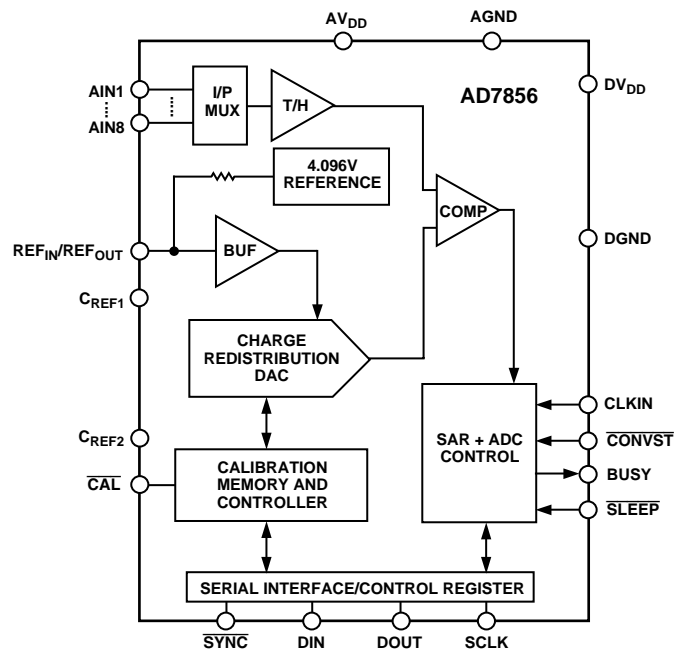 AVDD
AGND
AIN1
AIN8
I/P
MUX
T/H
AD7856
DVDD
4.096V
REFERENCE
COMP
REFIN/REFOUT
BUF
DGND
CREF1
CHARGE
REDISTRIBUTION
DAC
CLKIN
CREF2
SAR + ADC
CONTROL
CONVST
CAL
CALIBRATION
MEMORY AND
CONTROLLER
BUSY
SLEEP
SERIAL INTERFACE/CONTROL REGISTER
SYNC
DIN
DOUT
SCLK